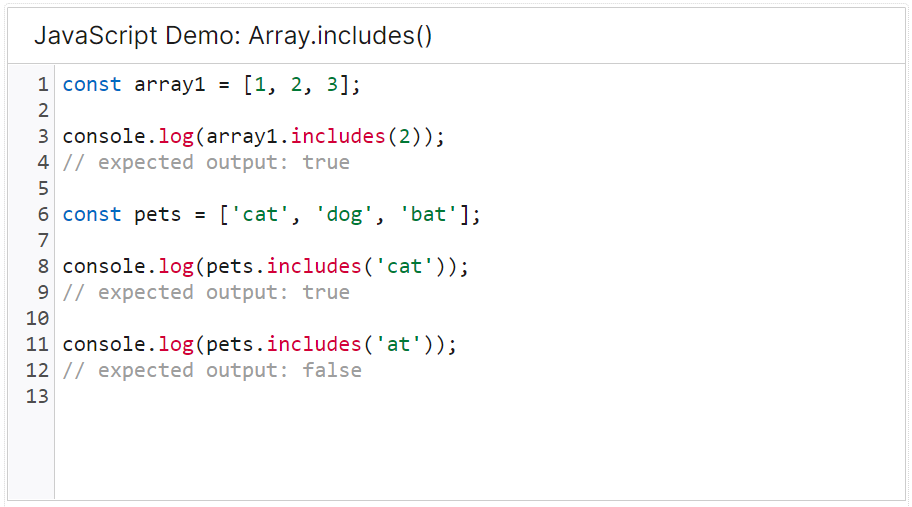 JavaScript Demo: Array.includes()
1 const array1 = [1, 2, 3];
2
3 console.log(array1.includes(2));
4 // expected output: true
5
6 const pets = ['cat', 'dog', 'bat'];
7
8 console.log(pets.includes('cat'));
9 // expected output: true
10
11 console.log(pets.includes('at'));
12 // expected output: false
13